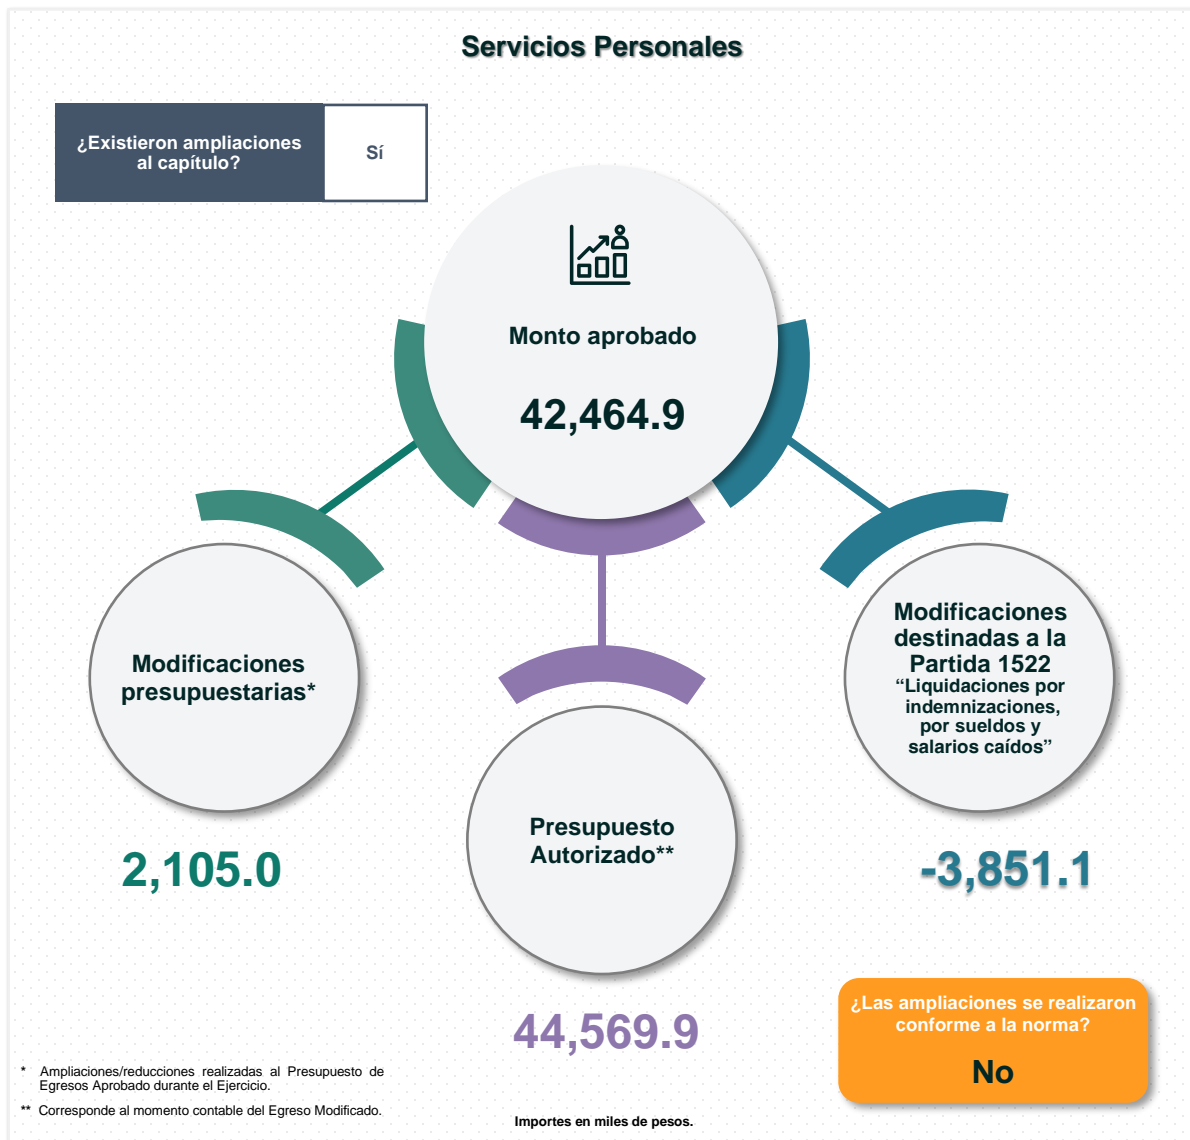 Servicios Personales
¿Existieron ampliaciones
al capítulo?
Sí
Monto aprobado
42,464.9
Modificaciones
presupuestarias*
2,105.0
Presupuesto
Autorizado**
44,569.9
Modificaciones
destinadas a la
Partida 1522
“Liquidaciones por
indemnizaciones,
por sueldos y
salarios caídos”
-3,851.1
¿Las ampliaciones se realizaron
conforme a la norma?
No
* Ampliaciones/reducciones realizadas al Presupuesto de
Egresos Aprobado durante el Ejercicio.
** Corresponde al momento contable del Egreso Modificado.
Importes en miles de pesos.